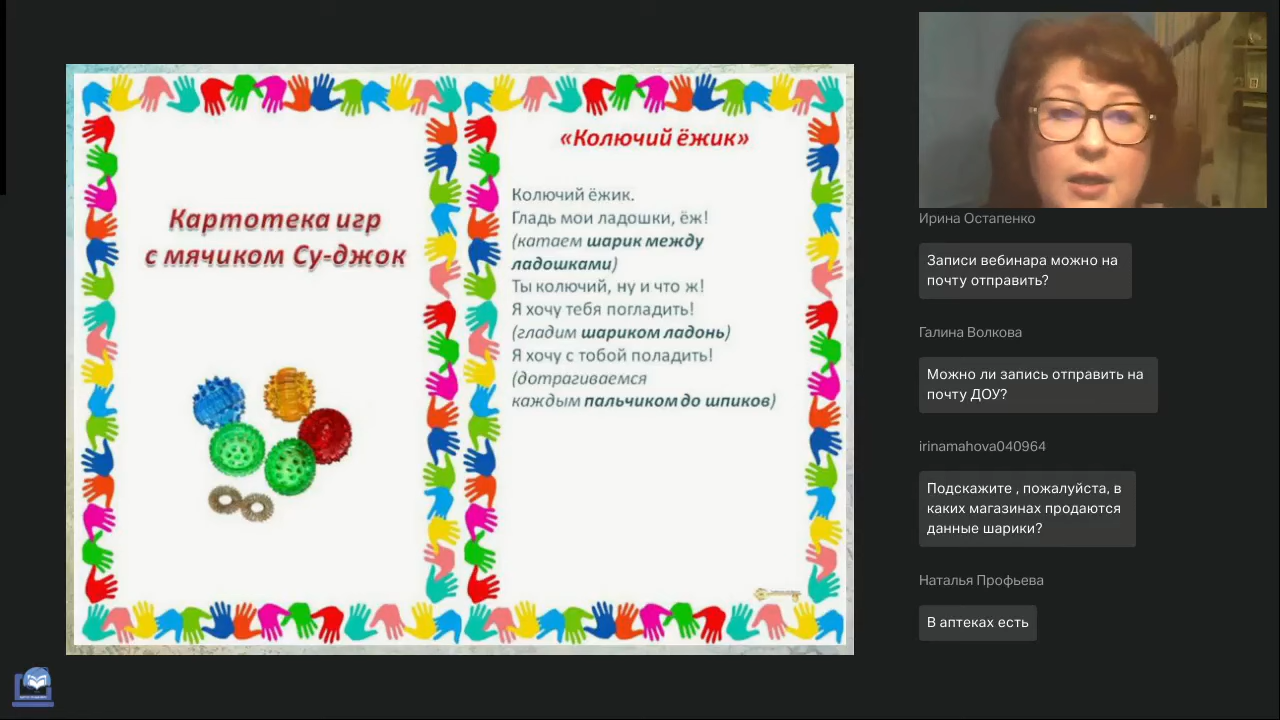 Картотека игр
с мячиком Су-джок
«Колючий ёжик»
Колючий ёжик.
Гладь мои ладошки, ёж!
(катаем шарик между
ладошками)
Ты колючий, ну и что ж!
Я хочу тебя погладить!
(гладим шариком ладонь)
Я хочу с тобой поладить!
(дотрагиваемся
каждым пальчиком до шпиков)
Ирина Остапенко
Записи вебинара можно на
почту отправить?
Галина Волкова
Можно ли запись отправить на
почту ДОУ?
irinamahova040964
Подскажите , пожалуйста, в
каких магазинах продаются
данные шарики?
Наталья Профьева
В аптеках есть